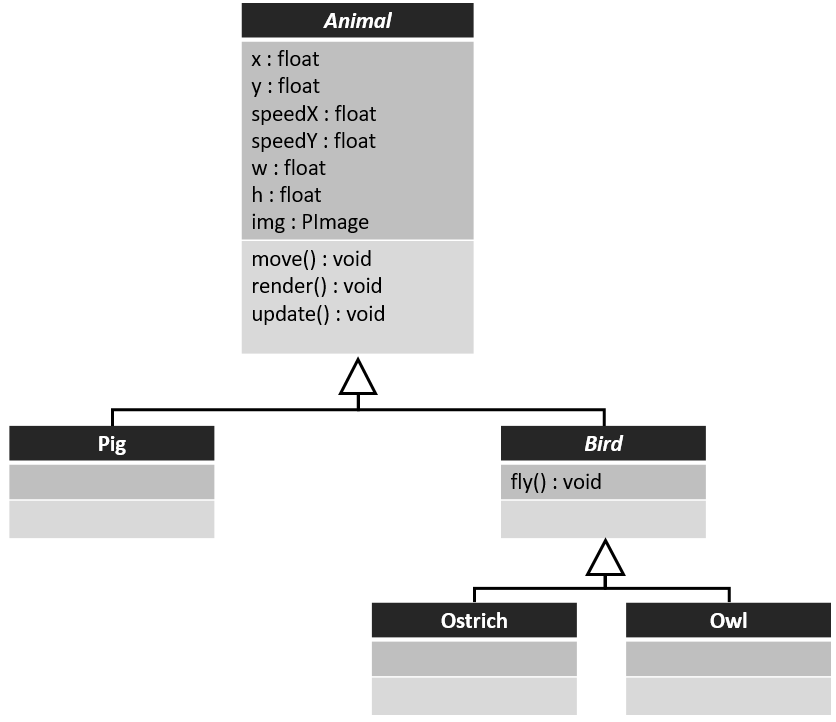 Animal
x : float
y : float
speedX : float
speedY : float
w : float
h : float
img : PImage
move() : void
render() : void
update() : void
Pig
Bird
fly() : void
Ostrich
Owl